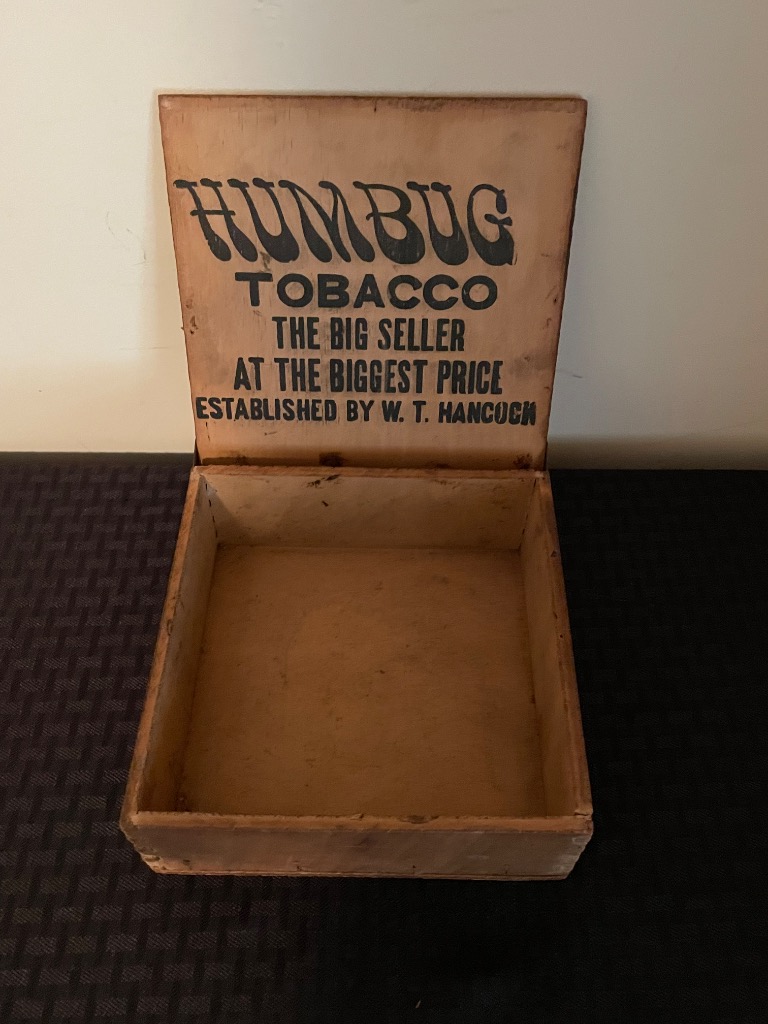 HUMBUG
TOBACCO
THE BIG SELLER
AT THE BIGGEST PRICE
ESTABLISHED BY W. T. HANCOCK